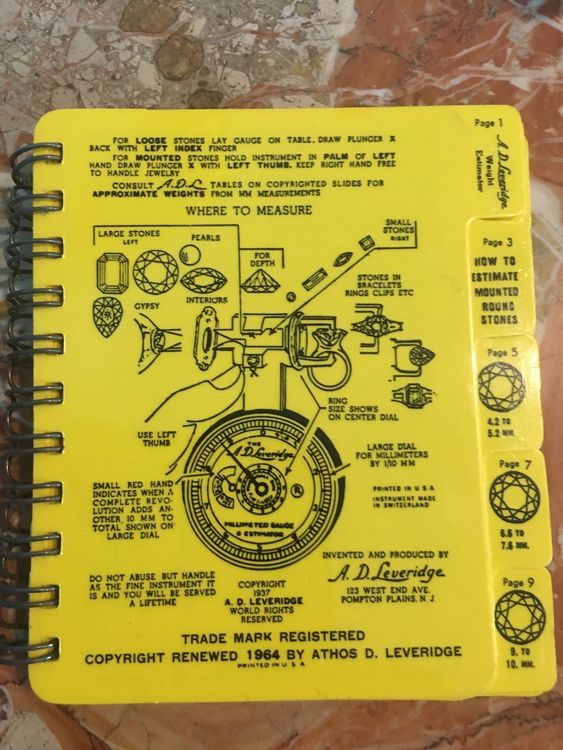 FOR LOOSE STONES LAY GAUGE ON TABLE. DRAW PLUNGER X
BACK WITH LEFT INDEX FINGER
FOR MOUNTED STONES HOLD INSTRUMENT IN PALM OF LEFT
HAND DRAW PLUNGER X WITH LEFT THUMB. KEEP RIGHT HAND FREE
TO HANDLE JEWELRY
CONSULT A.D.L TABLES ON COPYRIGHTED SLIDES FOR
APPROXIMATE WEIGHTS FROM MM MEASUREMENTS
WHERE TO MEASURE
LARGE STONES
LEFT
PEARLS
FOR
DEPTH
SMALL
STONES
RIGHT
GYPSY
INTERIORS
STONES IN
BRACELETS
RINGS CLIPS ETC
X
RING
SIZE SHOWS
ON CENTER DIAL
USE LEFT
THUMB
LARGE DIAL
FOR MILLIMETERS
BY 1/10 MM
SMALL RED HAND
INDICATES WHEN A
COMPLETE REVO-
LUTION ADDS AN-
OTHER 10 MM TO
TOTAL SHOWN ON
LARGE DIAL
THE
A.D. Leveridge
®
MILLIMETER GAUGE
& ESTIMATOR
PRINTED IN U S A
INSTRUMENT MADE
IN SWITZERLAND
DO NOT ABUSE BUT HANDLE
AS THE FINE INSTRUMENT IT
IS AND YOU WILL BE SERVED
A LIFETIME
COPYRIGHT
1937
A. D. LEVERIDGE
WORLD RIGHTS
RESERVED
INVENTED AND PRODUCED BY
A. D. Leveridge
123 WEST END AVE.
POMPTON PLAINS, N. J.
TRADE MARK REGISTERED
COPYRIGHT RENEWED 1964 BY ATHOS D. LEVERIDGE
PRINTED IN U S A
Page 1
A. D. Leveridge
Weight
Estimator
Page 3
HOW TO
ESTIMATE
MOUNTED
ROUND
STONES
Page 5
4.2 TO
5.2 MM.
Page 7
6.6 TO
7.6 MM.
Page 9
9. TO
10. MM.